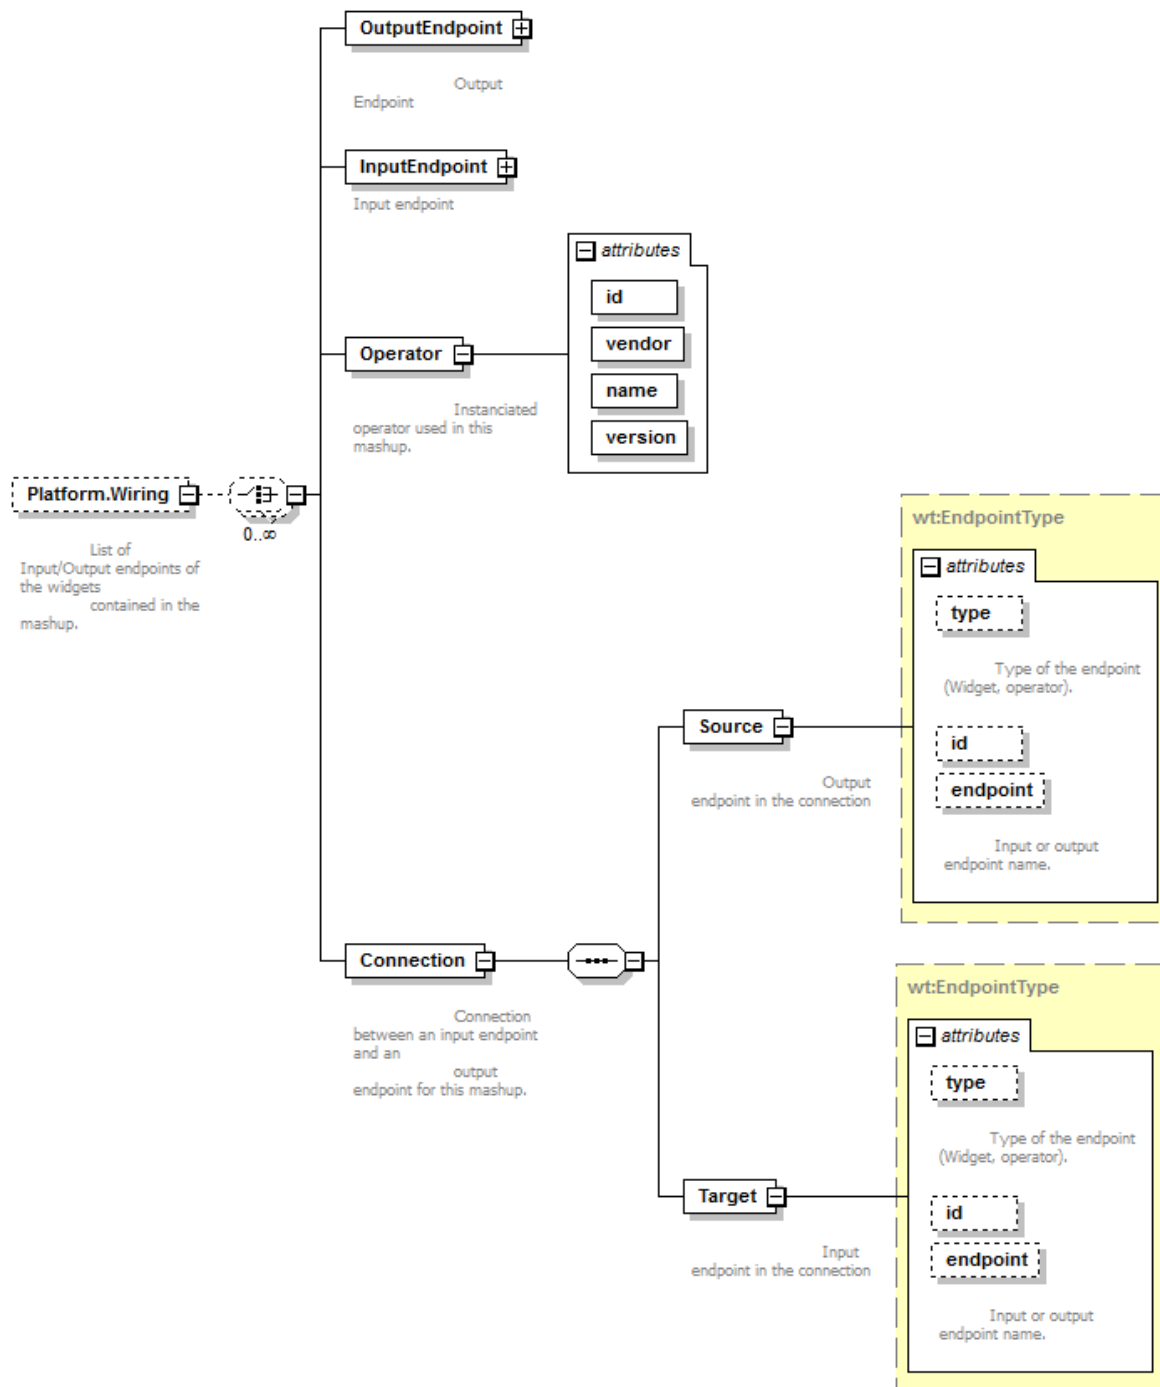 OutputEndpoint
Output
Endpoint
InputEndpoint
Input endpoint
attributes
id
vendor
name
version
Operator
Instanciated
operator used in this
mashup.
Platform.Wiring
0..∞
List of
Input/Output endpoints of
the widgets
contained in the
mashup.
wt:EndpointType
attributes
type
Type of the endpoint
(Widget, operator).
id
endpoint
Input or output
endpoint name.
Source
Output
endpoint in the connection
Connection
Connection
between an input endpoint
and an
output
endpoint for this mashup.
wt:EndpointType
attributes
type
Type of the endpoint
(Widget, operator).
id
endpoint
Input or output
endpoint name.
Target
Input
endpoint in the connection